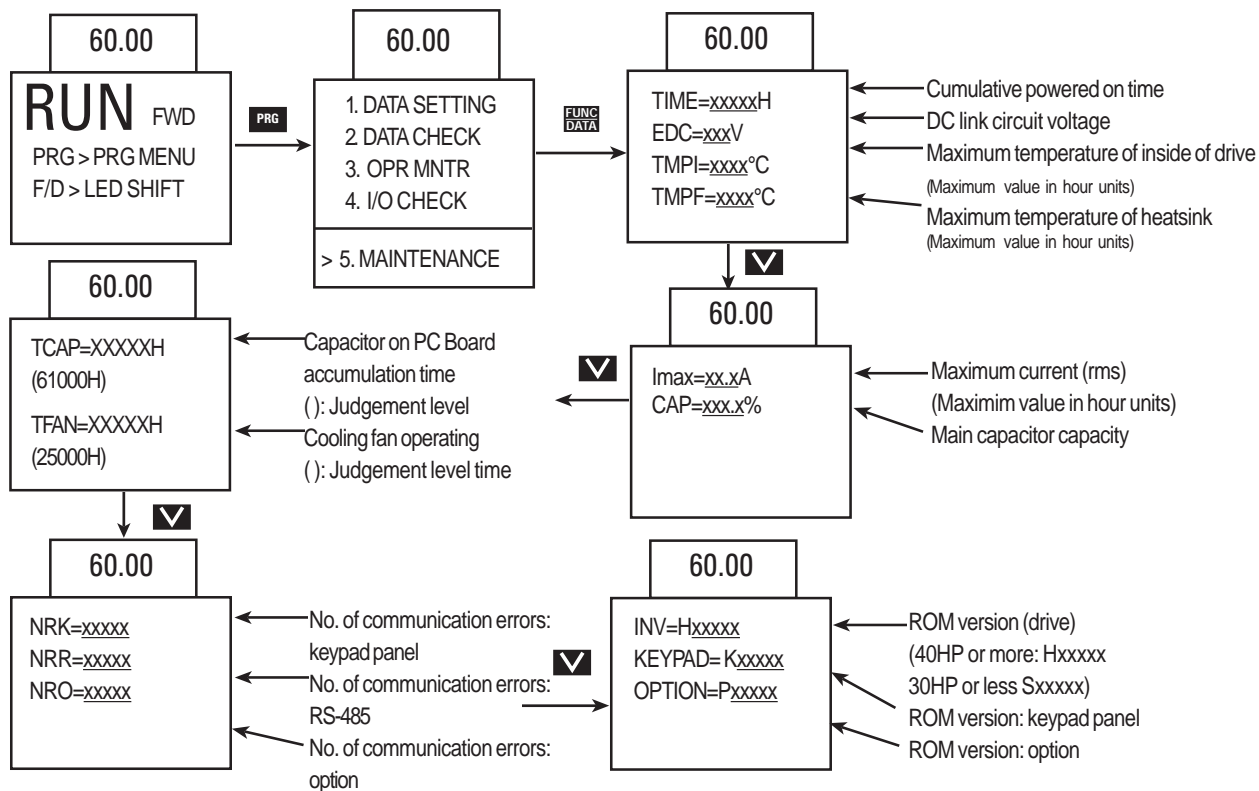 60.00
RUN FWD
PRG > PRG MENU
F/D > LED SHIFT
PRG
60.00
1. DATA SETTING
2. DATA CHECK
3. OPR MNTR
4. I/O CHECK
> 5. MAINTENANCE
FUNC
DATA
60.00
TIME=xxxxxH
EDC=xxxV
TMPI=xxxx°C
TMPF=xxxx°C
Cumulative powered on time
DC link circuit voltage
Maximum temperature of inside of drive
(Maximum value in hour units)
Maximum temperature of heatsink
(Maximum value in hour units)
60.00
Imax=xx.xA
CAP=xxx.x%
Maximum current (rms)
(Maximim value in hour units)
Main capacitor capacity
60.00
TCAP=XXXXXH
(61000H)
TFAN=XXXXXH
(25000H)
Capacitor on PC Board
accumulation time
( ): Judgement level
Cooling fan operating
( ): Judgement level time
60.00
NRK=xxxxx
NRR=xxxxx
NRO=xxxxx
No. of communication errors:
keypad panel
No. of communication errors:
RS-485
No. of communication errors:
option
60.00
INV=Hxxxxx
KEYPAD= Kxxxxx
OPTION=Pxxxxx
ROM version (drive)
(40HP or more: Hxxxxx
30HP or less Sxxxxx)
ROM version: keypad panel
ROM version: option